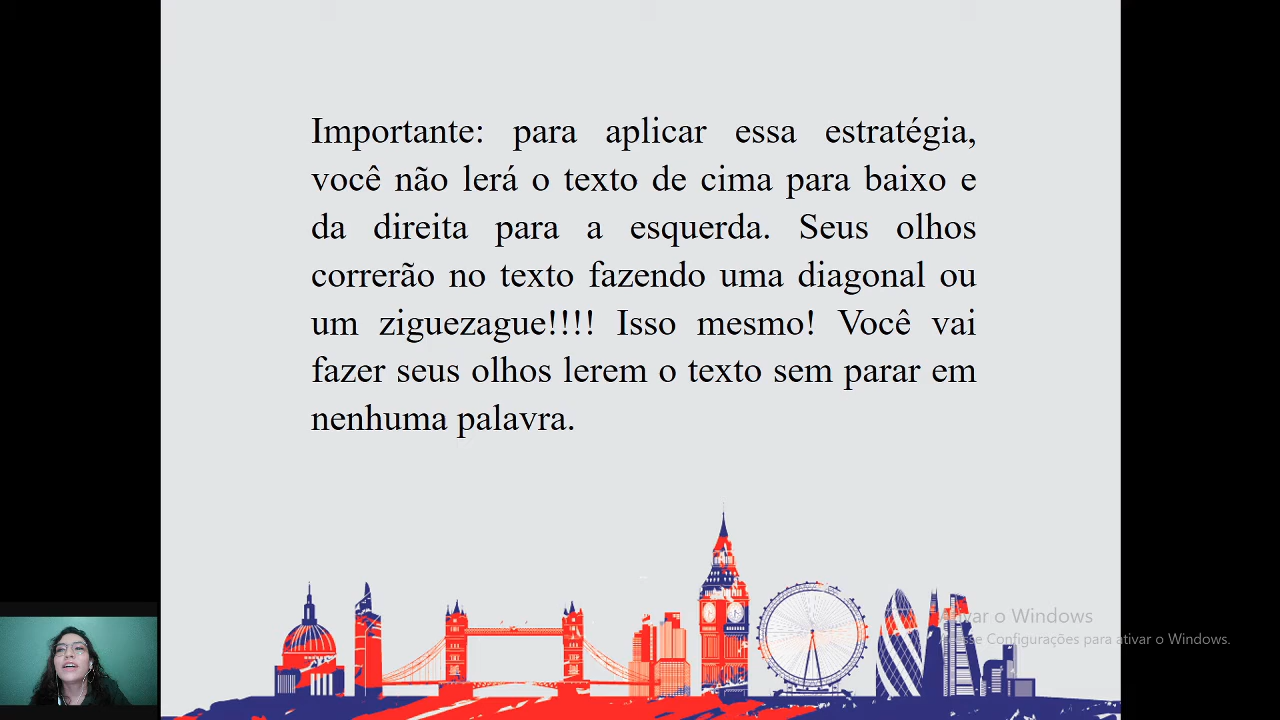 Importante: para aplicar essa estratégia,
você não lerá o texto de cima para baixo e
da direita para a esquerda. Seus olhos
correrão no texto fazendo uma diagonal ou
um ziguezague!!!! Isso mesmo! Você vai
fazer seus olhos lerem o texto sem parar em
nenhuma palavra.
Ativar o Windows
Acesse Configurações para ativar o Windows.